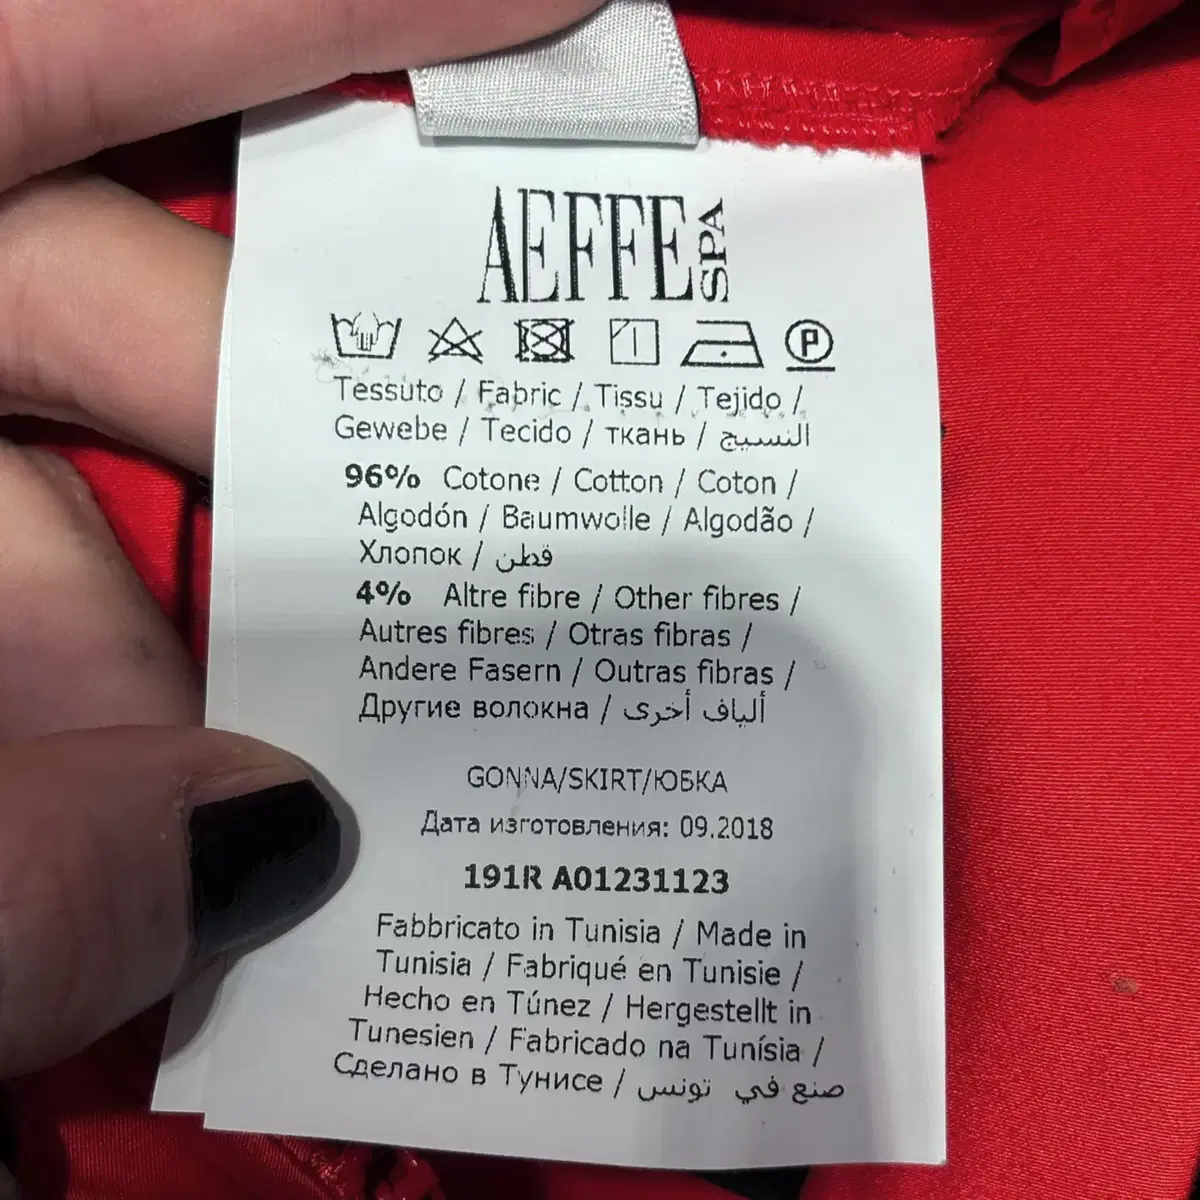 AEFFE SPA
P
Tessuto / Fabric / Tissu / Tejido /
Gewebe / Tecido / ткань / النسيج
96% Cotone / Cotton / Coton /
Algodón / Baumwolle / Algodão /
Хлопок / قطن
4% Altre fibre / Other fibres /
Autres fibres / Otras fibras /
Andere Fasern / Outras fibras /
Другие волокна / ألياف أخرى
GONNA/SKIRT/ЮБКА
Дата изготовления: 09.2018
191R A01231123
Fabbricato in Tunisia / Made in
Tunisia / Fabriqué en Tunisie /
Hecho en Túnez / Hergestellt in
Tunesien / Fabricado na Tunísia /
Сделано в Тунисе / صنع في تونس